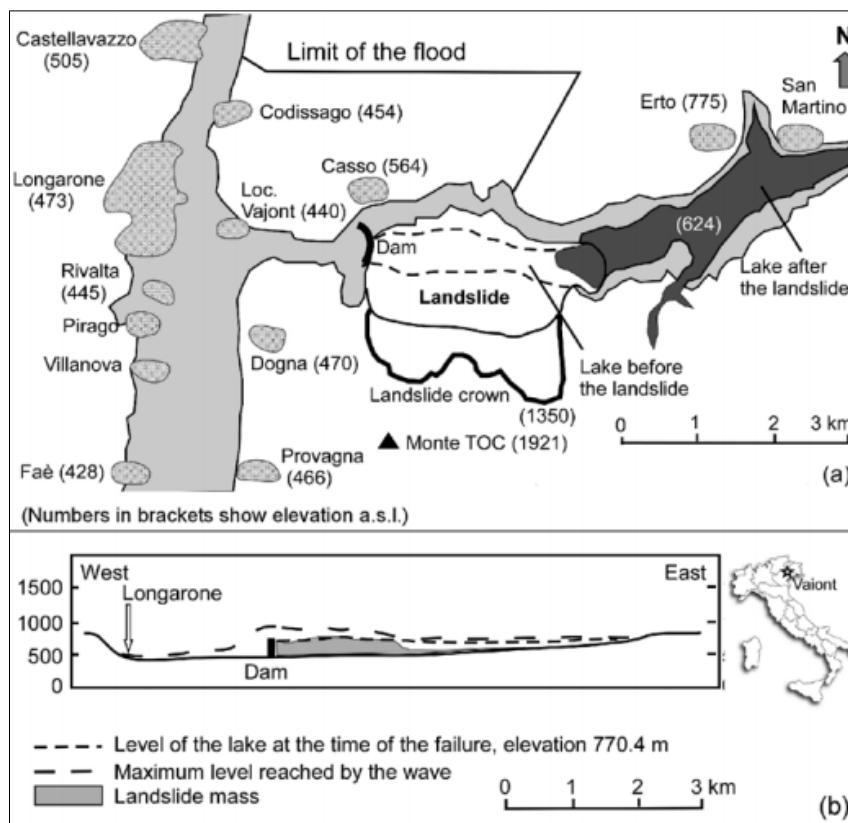 Castellavazzo
(505)
Limit of the flood
N
Codissago (454)
Erto (775)
San
Martino
Longarone
(473)
Casso (564)
Loc.
Vajont (440)
Dam
(624)
Rivalta
(445)
Landslide
Lake after
the landslide
Pirago
Villanova
Dogna (470)
Landslide crown
Lake before
the landslide
(1350)
0 1 2 3 km
Monte TOC (1921)
Faè (428)
Provagna
(466)
(a)
(Numbers in brackets show elevation a.s.l.)
1500
1000
500
0
West
East
Longarone
Dam
Vaiont
Level of the lake at the time of the failure, elevation 770.4 m
Maximum level reached by the wave
Landslide mass
0 1 2 3 km
(b)